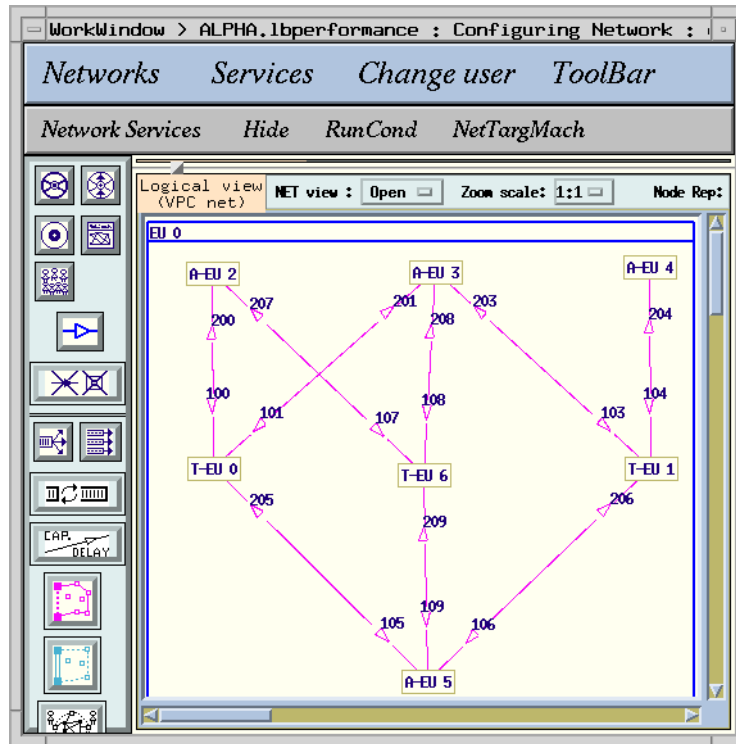 WorkWindow > ALPHA.lbperformance : Configuring Network :
Networks Services Change user ToolBar
Network Services Hide RunCond NetTargMach
Logical view
(VPC net)
NET view : Open
Zoom scale: 1:1
Node Rep:
EU 0
A-EU 2
A-EU 3
A-EU 4
207
201
203
200
208
204
100
108
104
101
107
103
T-EU 0
T-EU 6
T-EU 1
205
209
206
105
109
106
A-EU 5
CAP.
DELAY